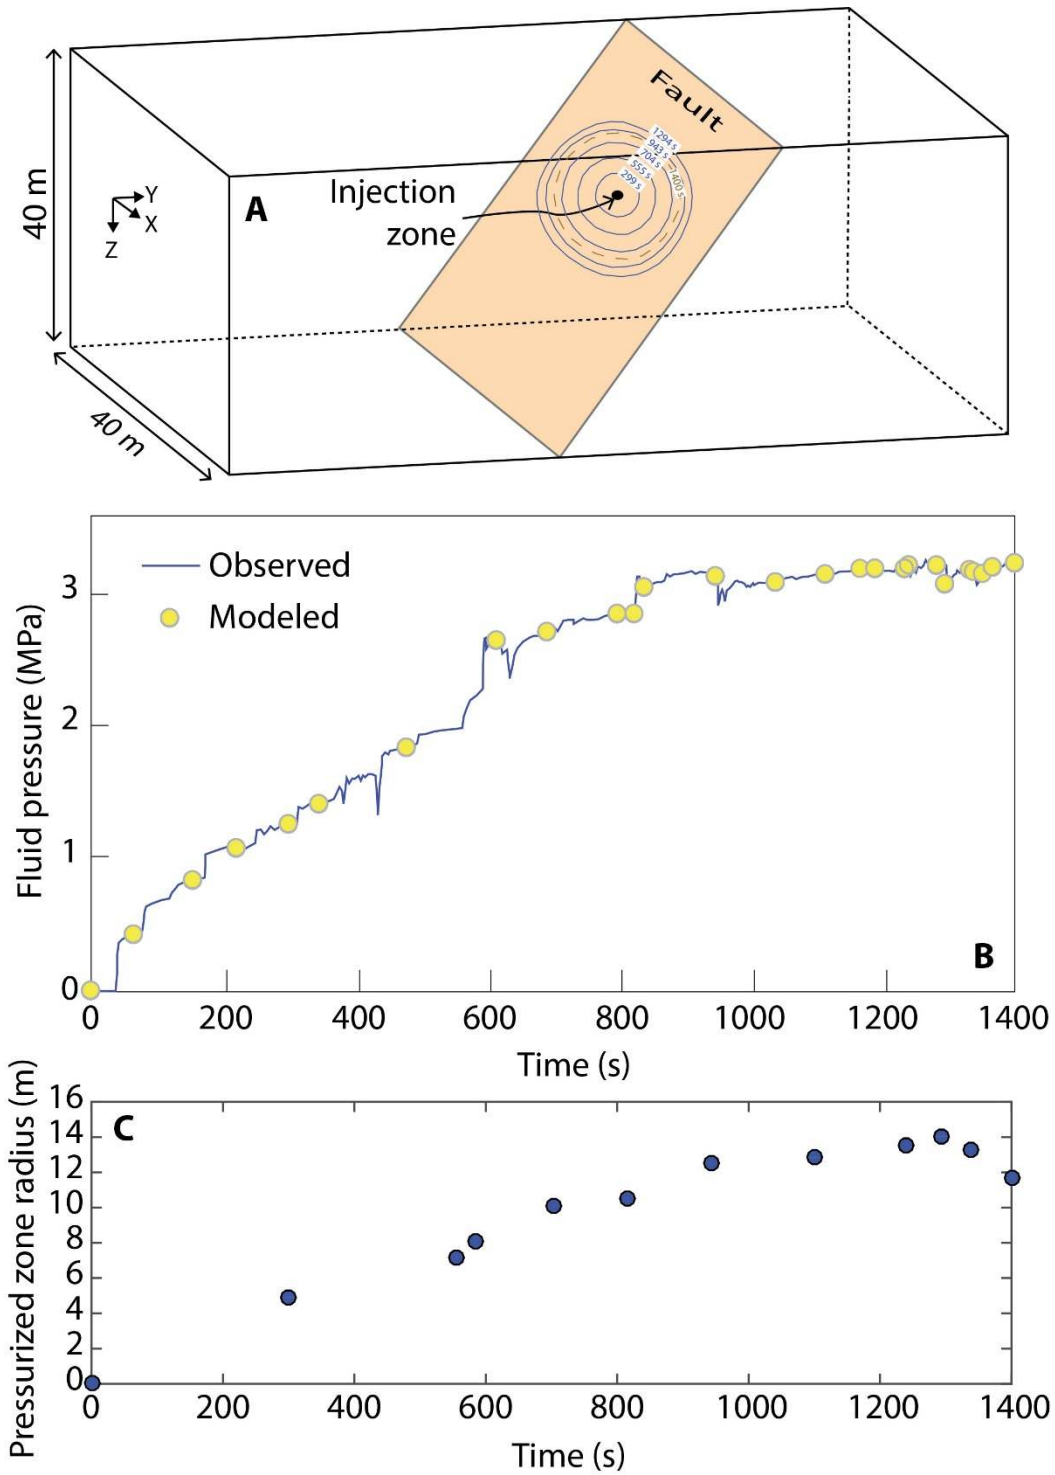 Fault
1294 s
943 s
704 s
555 s
299 s
1400 s
40 m
Y
X
Z
A
Injection
zone
40 m
Observed
Modeled
3
2
1
0
Fluid pressure (MPa)
B
0 200 400 600 800 1000 1200 1400
Time (s)
C
16
14
12
10
8
6
4
2
0
Pressurized zone radius (m)
0 200 400 600 800 1000 1200 1400
Time (s)